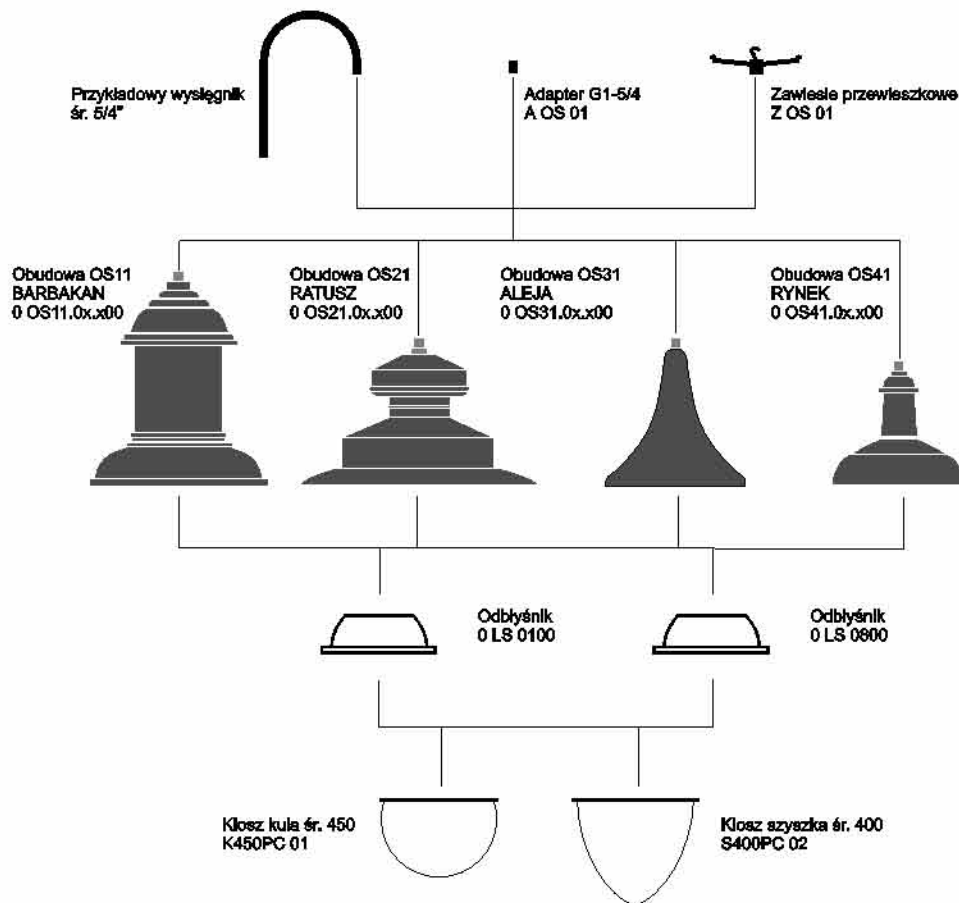 Przykładowy wysięgnik
śr. 5/4"
Adapter G1-5/4
A OS 01
Zawiesie przewieszkowe
Z OS 01
Obudowa OS11
BARBAKAN
0 OS11.0x.x00
Obudowa OS21
RATUSZ
0 OS21.0x.x00
Obudowa OS31
ALEJA
0 OS31.0x.x00
Obudowa OS41
RYNEK
0 OS41.0x.x00
Odbłyśnik
0 LS 0100
Odbłyśnik
0 LS 0800
Klosz kula śr. 450
K450PC 01
Klosz szyszka śr. 400
S400PC 02